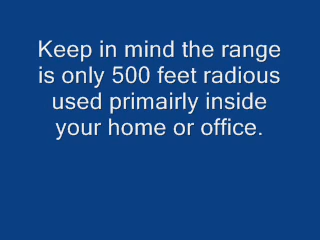 Keep in mind the range
is only 500 feet radious
used primairly inside
your home or office.